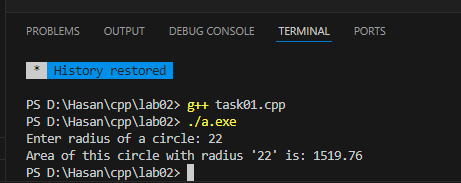 PROBLEMS OUTPUT DEBUG CONSOLE TERMINAL PORTS
* History restored
PS D:\Hasan\cpp\lab02> g++ task01.cpp
PS D:\Hasan\cpp\lab02> ./a.exe
Enter radius of a circle: 22
Area of this circle with radius '22' is: 1519.76
PS D:\Hasan\cpp\lab02>